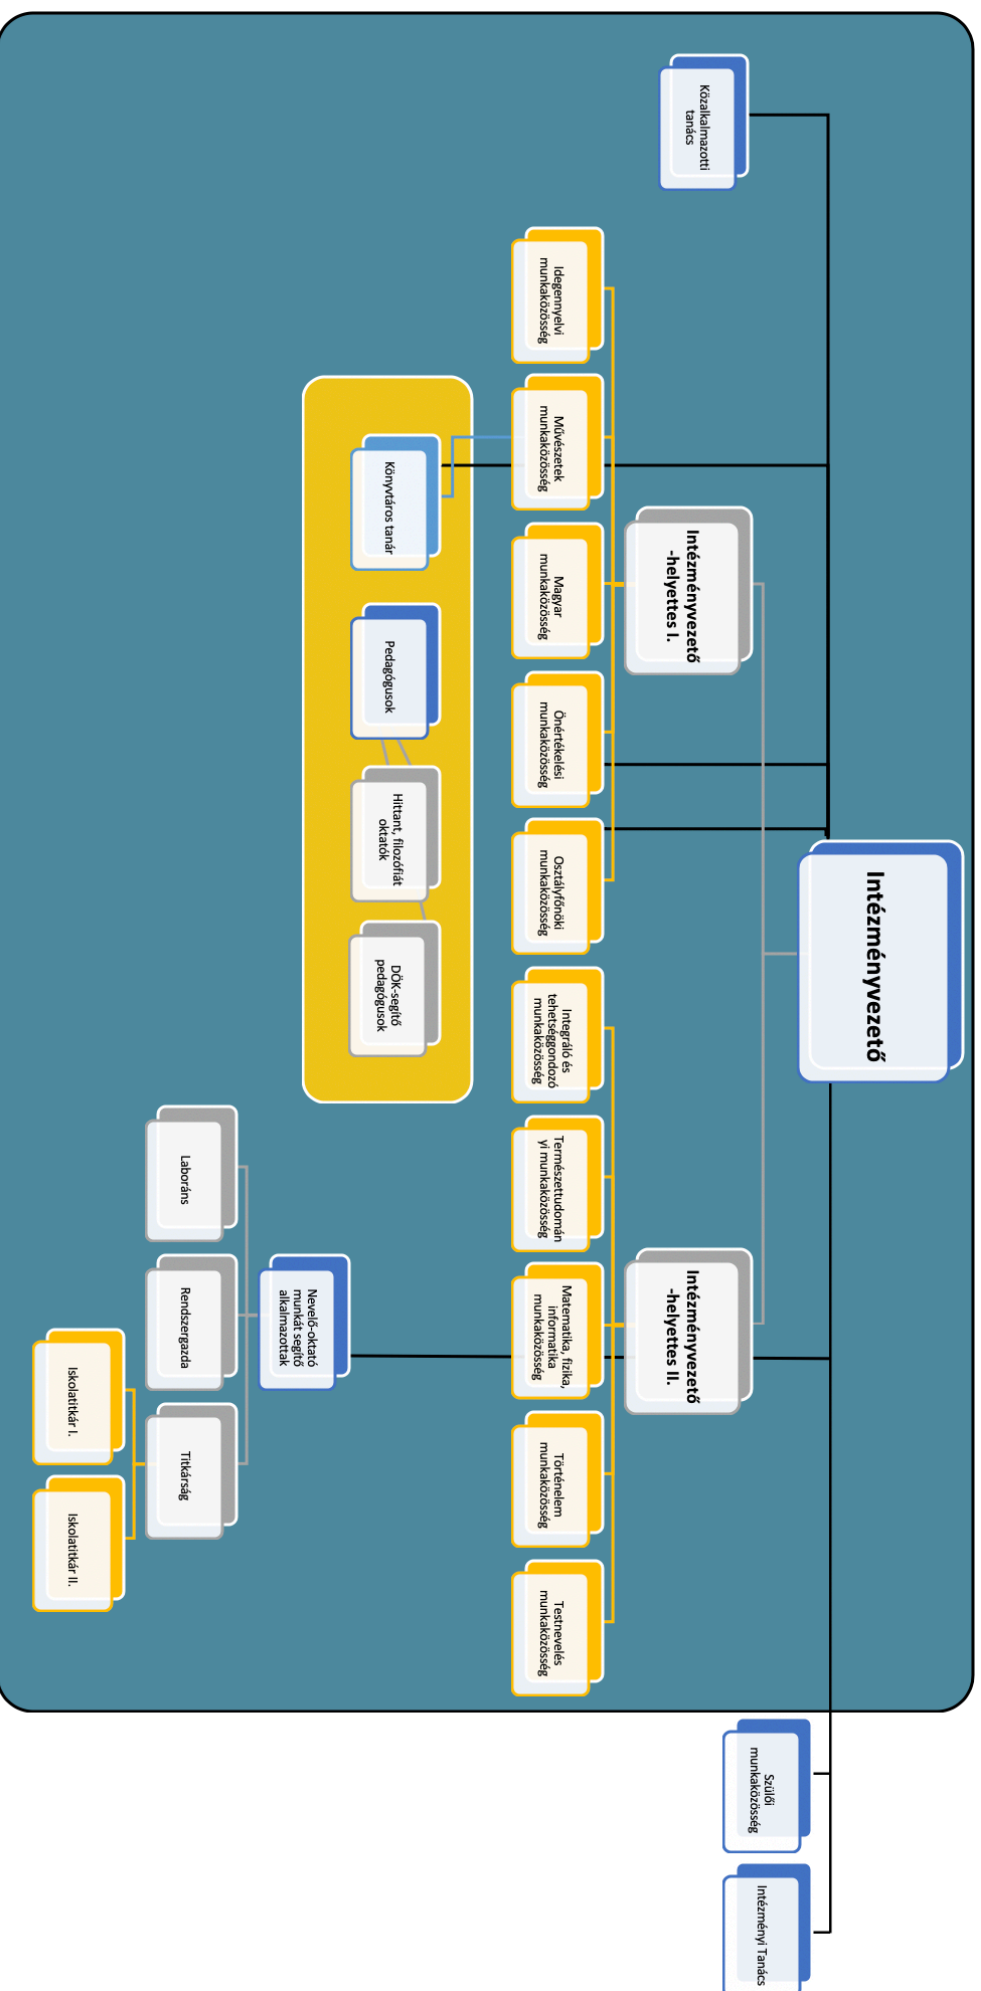 Intézményvezető
Közalkalmazotti
tanács
Intézményvezető
-helyettes I.
Intézményvezető
-helyettes II.
Szülői
munkaközösség
Intézményi Tanács
Idegennyelvi
munkaközösség
Művészetek
munkaközösség
Magyar
munkaközösség
Önértékelési
munkaközösség
Osztályfőnöki
munkaközösség
Integráló és
tehetséggondozó
munkaközösség
Természettudomán
yi munkaközösség
Matematika, fizika,
informatika
munkaközösség
Történelem
munkaközösség
Testnevelés
munkaközösség
Könyvtáros tanár
Pedagógusok
Hittant, filozófiát
oktatók
DÖK-segítő
pedagógusok
Nevelő-oktató
munkát segítő
alkalmazottak
Laboráns
Rendszergazda
Titkárság
Iskolatitkár I.
Iskolatitkár II.